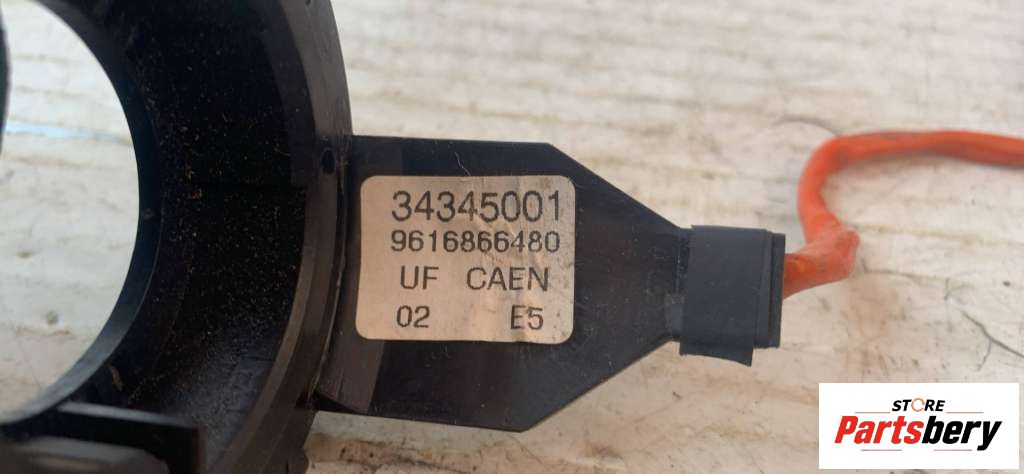 34345001
9616866480
UF CAEN
02 E5
STORE
Partsbery